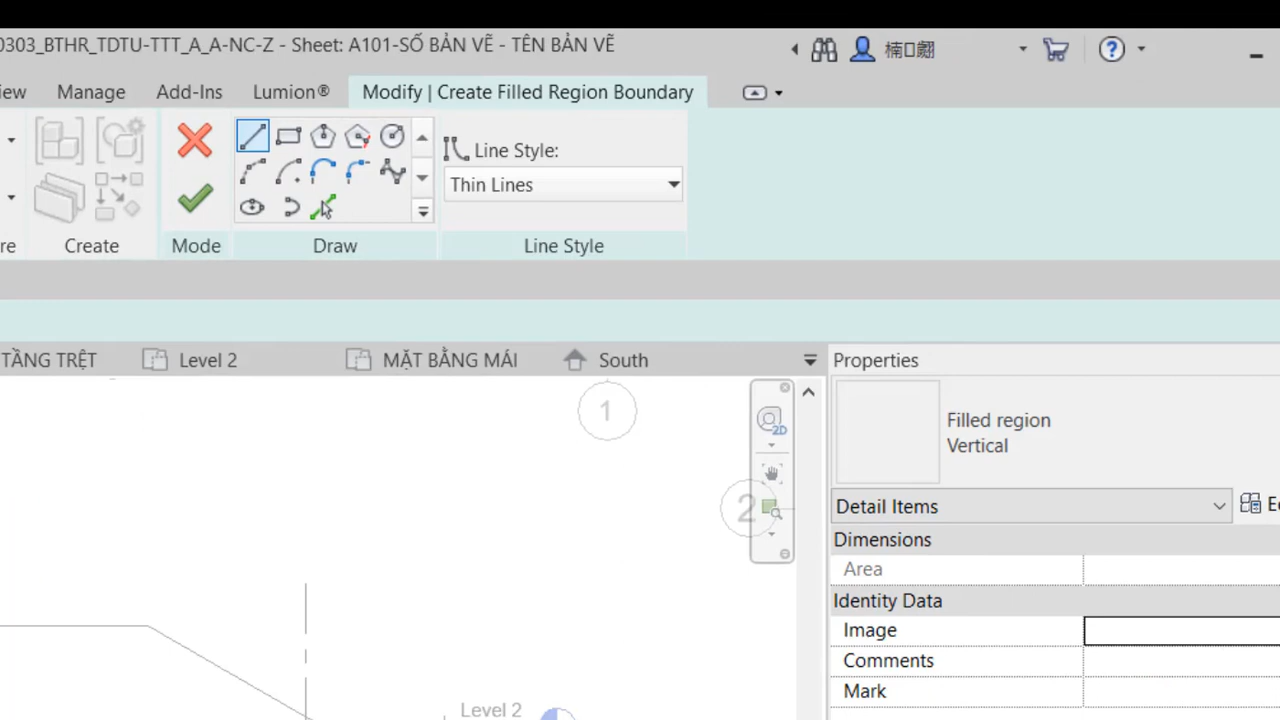 0303_BTHR_TDTU-TTT_A_A-NC-Z - Sheet: A101-SỐ BẢN VẼ - TÊN BẢN VẼ
Manage Add-Ins Lumion® Modify | Create Filled Region Boundary
Line Style:
Thin Lines
re Create Mode Draw Line Style
TẦNG TRỆT Level 2 MẶT BẰNG MÁI South Properties
1
2D
2
Filled region
Vertical
Detail Items
Dimensions
Area
Identity Data
Image
Comments
Mark
Level 2